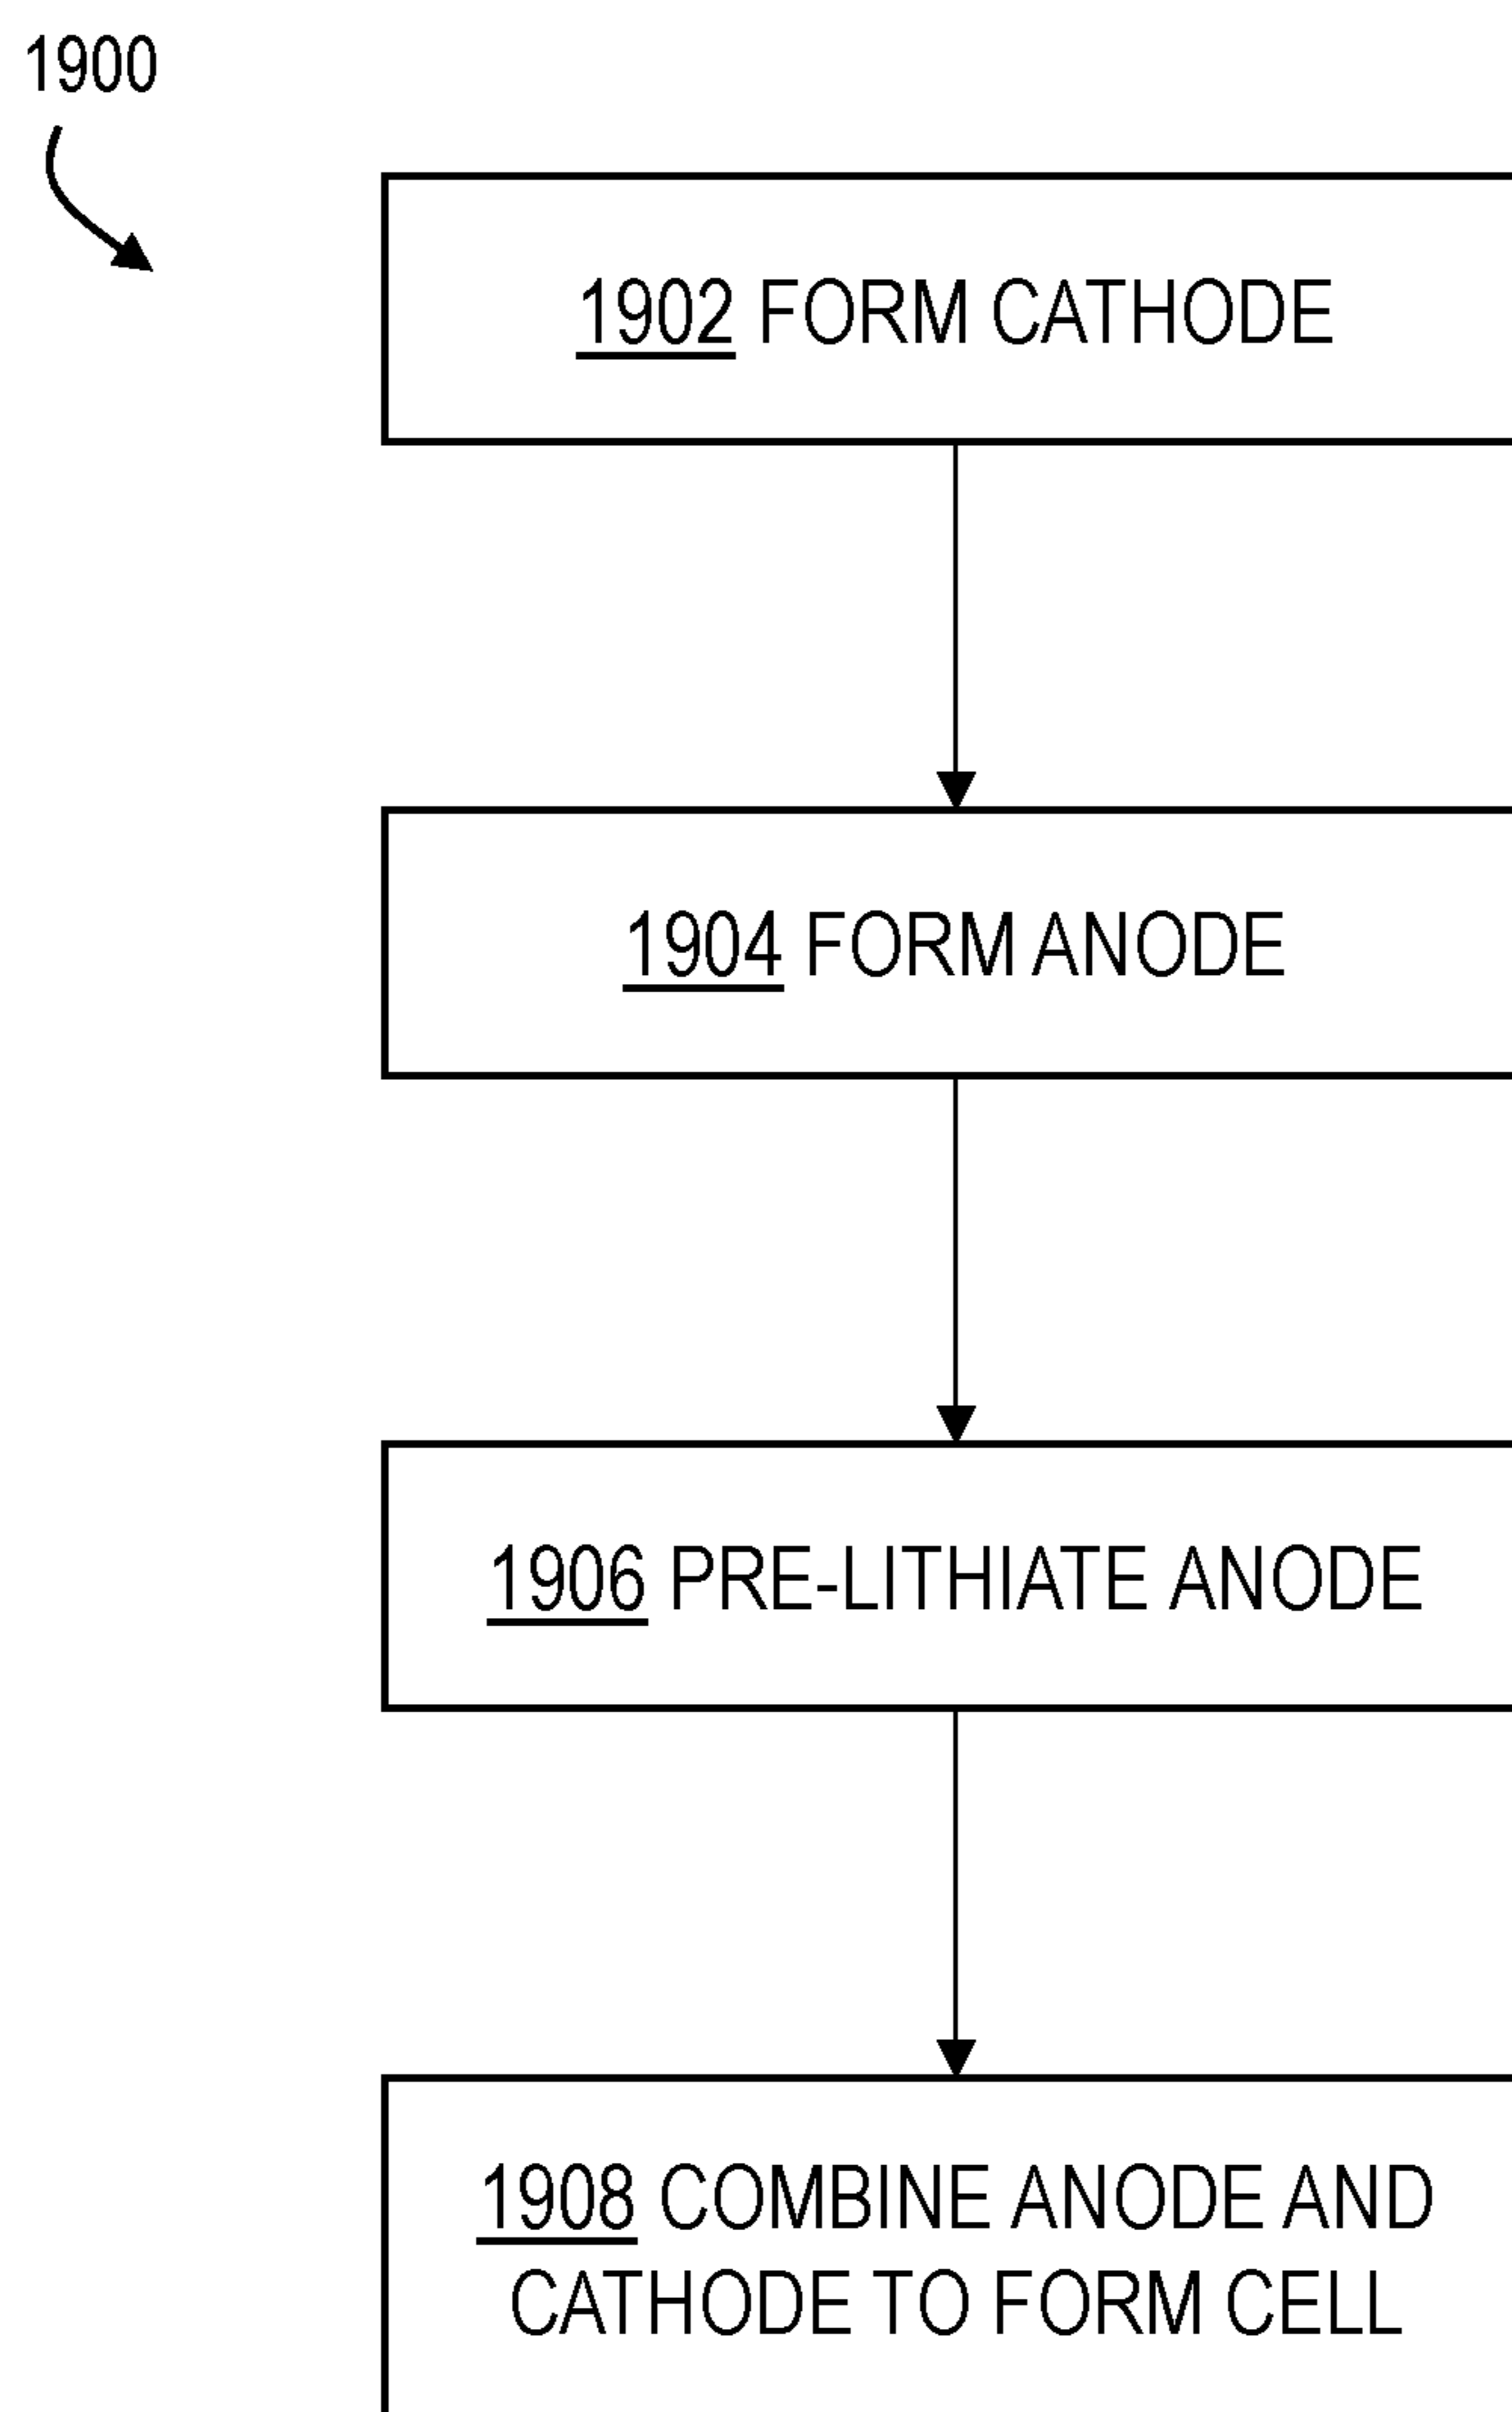 1900
1902 FORM CATHODE
1904 FORM ANODE
1906 PRE-LITHIATE ANODE
1908 COMBINE ANODE AND
CATHODE TO FORM CELL